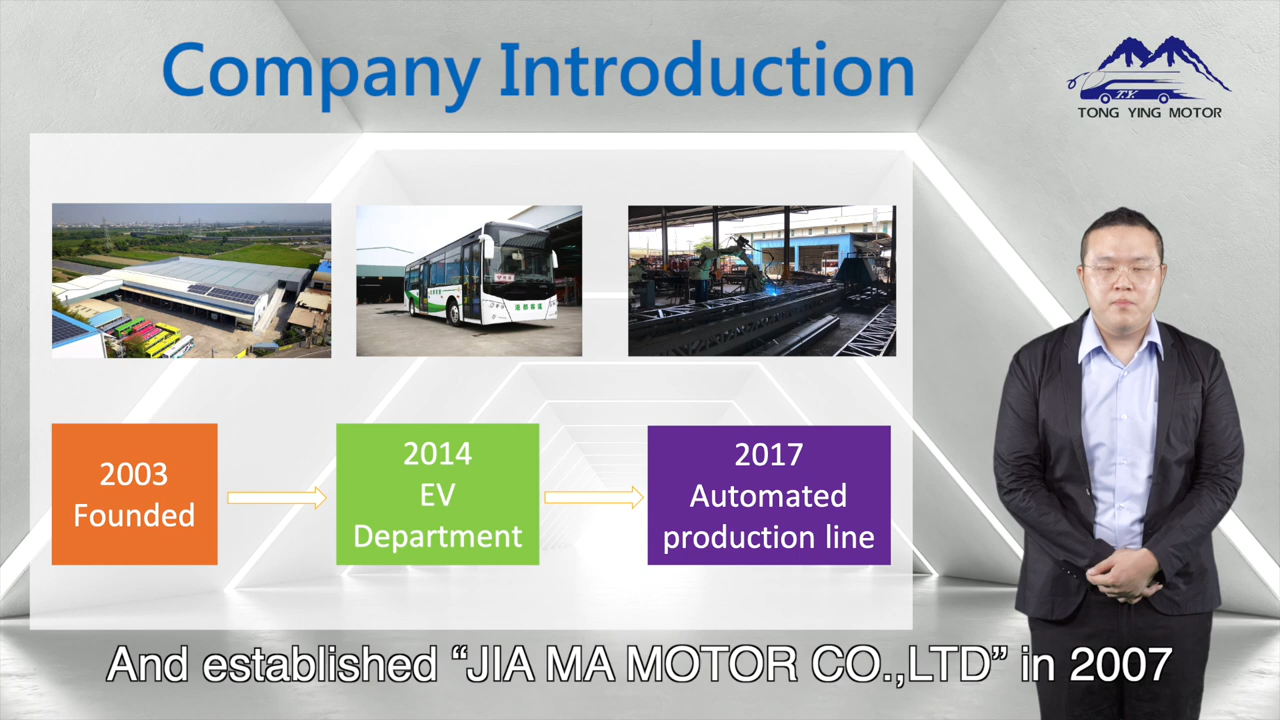 Company Introduction
T.Y.
TONG YING MOTOR
2003
Founded
2014
EV
Department
2017
Automated
production line
And established “JIA MA MOTOR CO.,LTD” in 2007